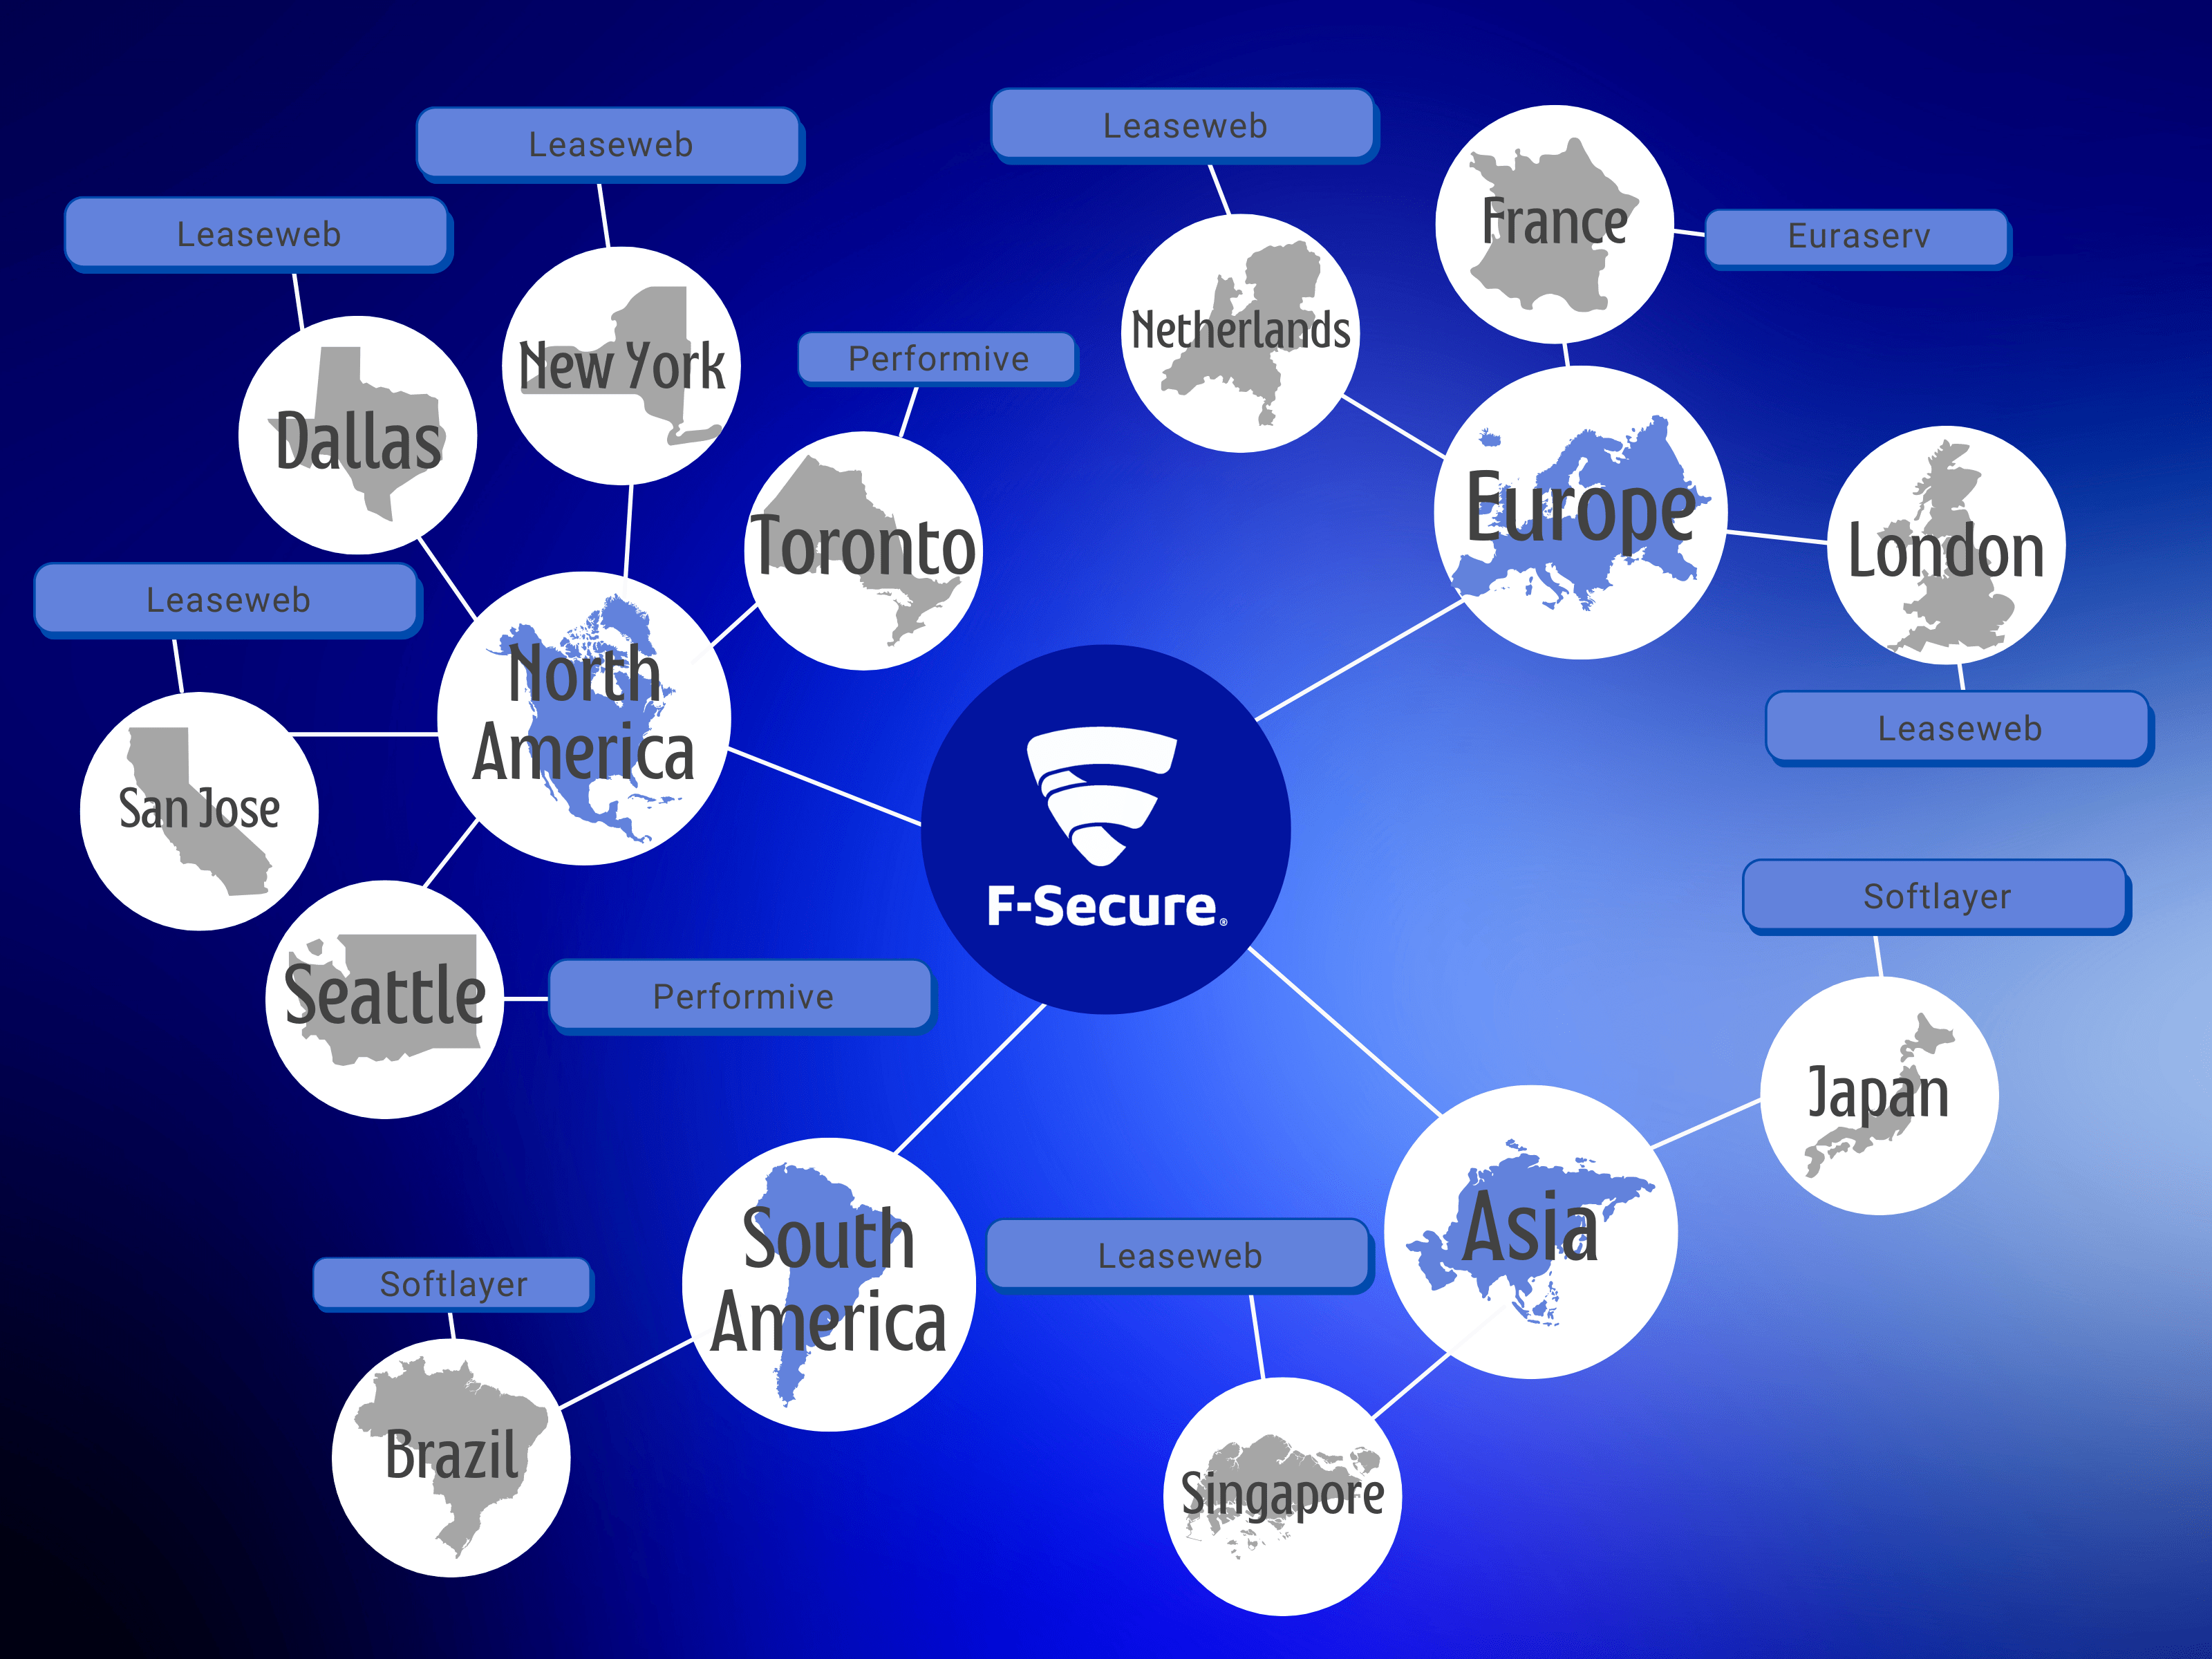 Leaseweb
Leaseweb
Leaseweb
France
Euraserv
Netherlands
New York
Performive
Dallas
Europe
Toronto
London
Leaseweb
North
America
Leaseweb
San Jose
F-Secure®
Softlayer
Seattle
Performive
Japan
South
America
Asia
Leaseweb
Softlayer
Brazil
Singapore